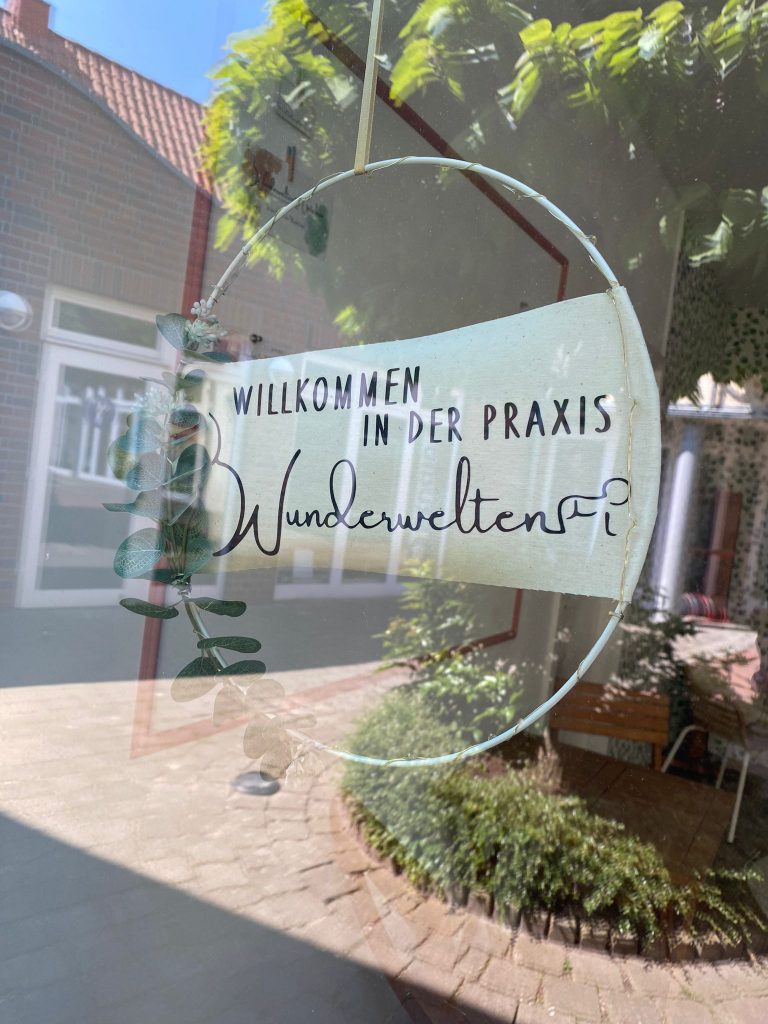 WILLKOMMEN
IN DER PRAXIS
Wunderwelten